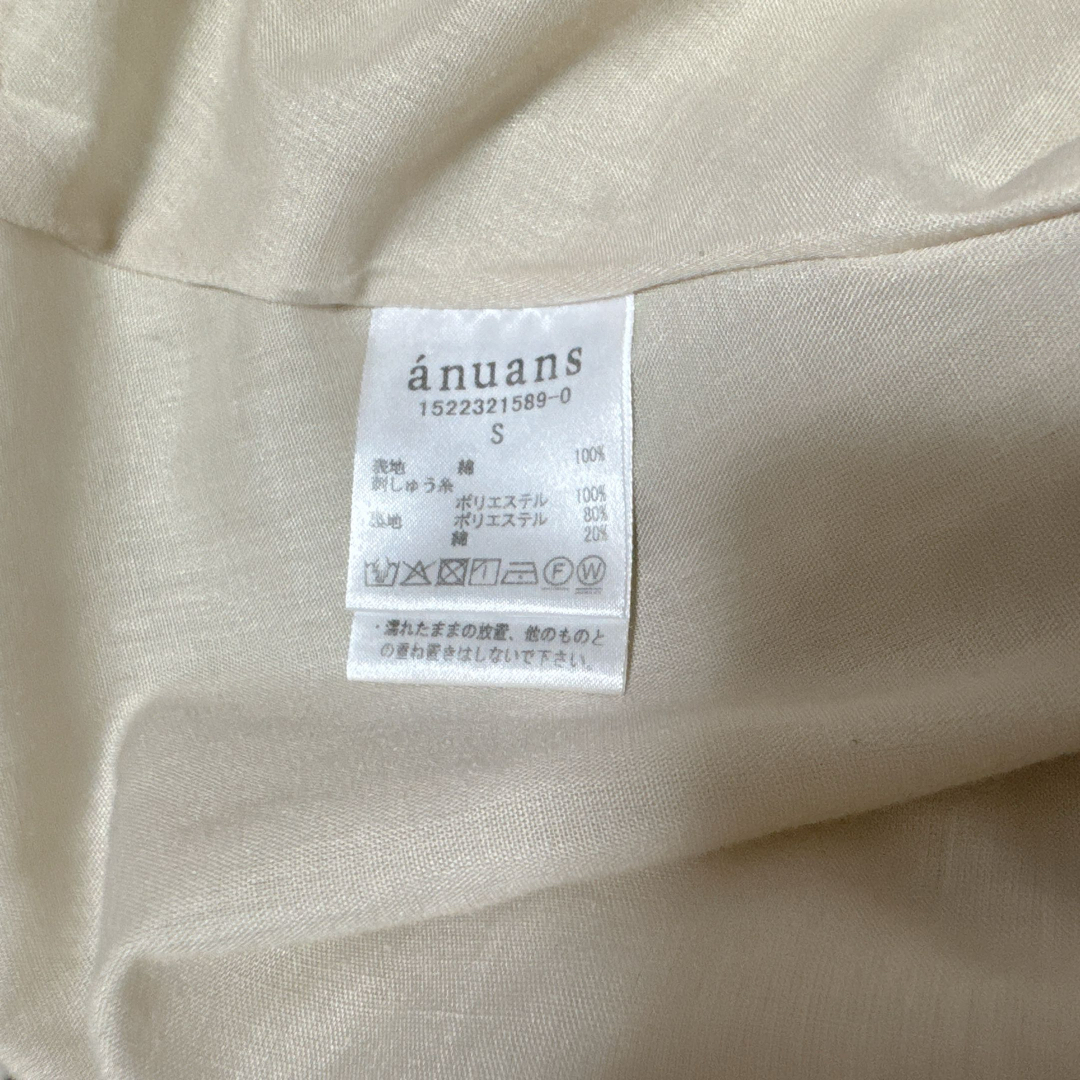 ánuans
1522321589-0
S
表地 綿 100%
刺しゅう糸
ポリエステル 100%
裏地 ポリエステル 80%
綿 20%
F W
・濡れたままの放置、他のものと
の重ね置きはしないで下さい。